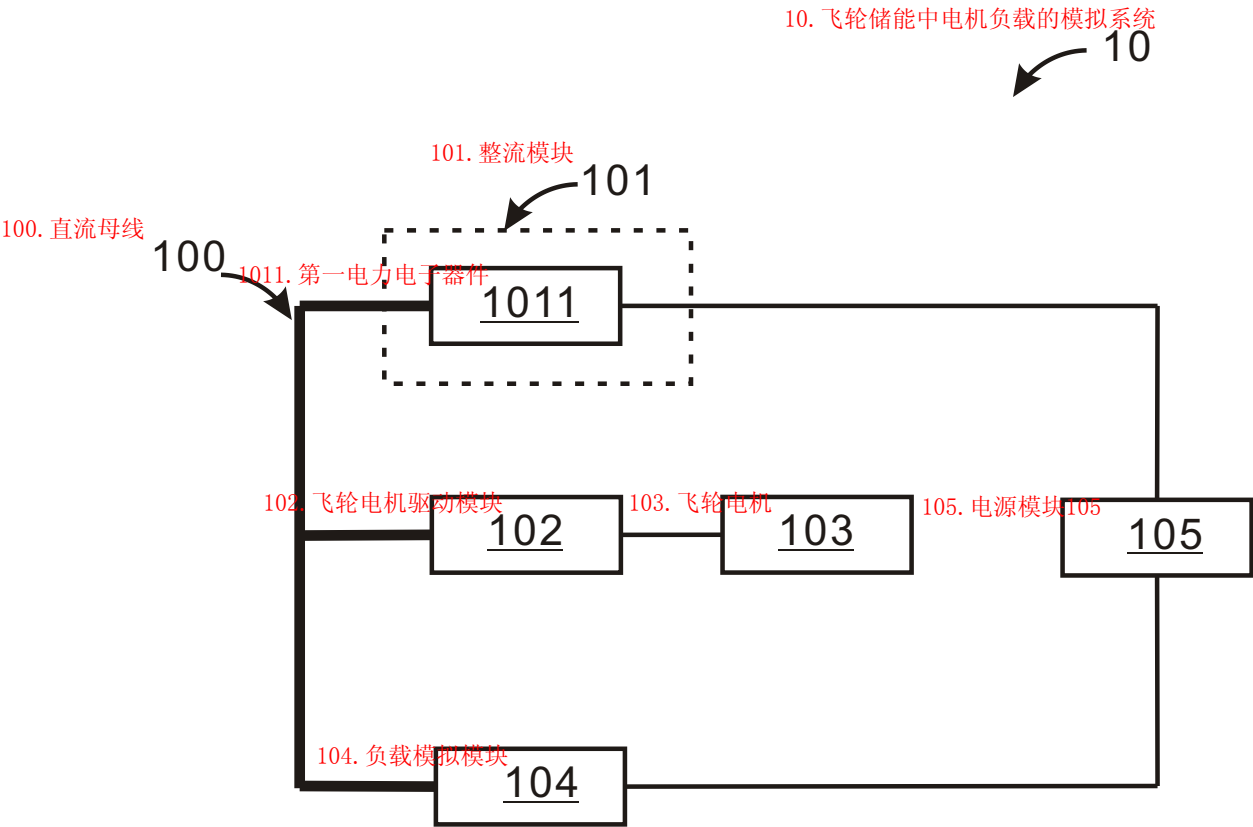 10.飞轮储能中电机负载的模拟系统
10
101.整流模块
101
100.直流母线
100
1011.第一电力电子器件
1011
102.飞轮电机驱动模块
102
103.飞轮电机
103
105.电源模块105
105
104.负载模拟模块
104